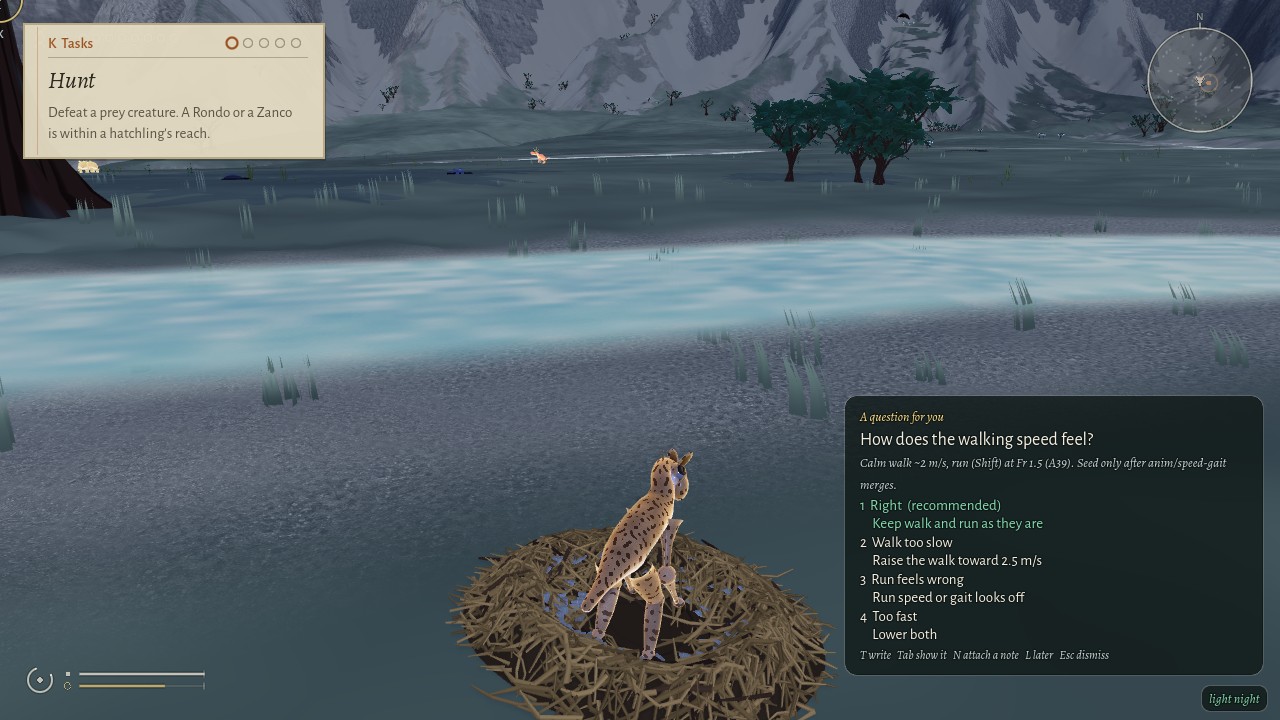 K Tasks
Hunt
Defeat a prey creature. A Rondo or a Zanco
is within a hatchling's reach.
N
A question for you
How does the walking speed feel?
Calm walk ~2 m/s, run (Shift) at Fr 1.5 (A39). Seed only after anim/speed-gait
merges.
1 Right (recommended)
Keep walk and run as they are
2 Walk too slow
Raise the walk toward 2.5 m/s
3 Run feels wrong
Run speed or gait looks off
4 Too fast
Lower both
T write Tab show it N attach a note L later Esc dismiss
light night